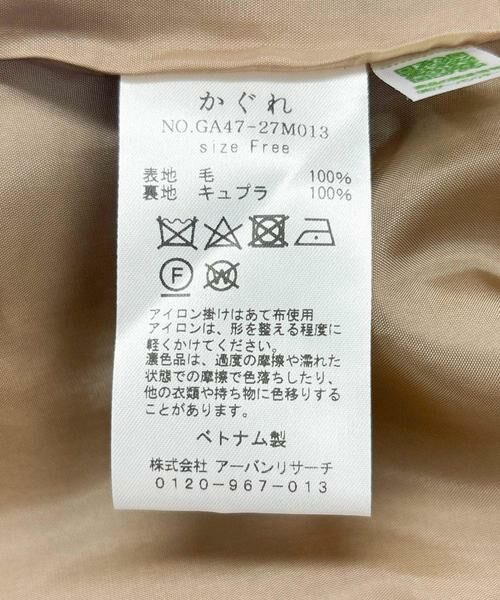 かぐれ
NO.GA47-27M013
size Free
表地 毛 100%
裏地 キュプラ 100%
F
W
アイロン掛けはあて布使用
アイロンは、形を整える程度に
軽くかけてください。
濃色品は、過度の摩擦や濡れた
状態での摩擦で色落ちしたり、
他の衣類や持ち物に色移りする
ことがあります。
ベトナム製
株式会社 アーバンリサーチ
0120-967-013